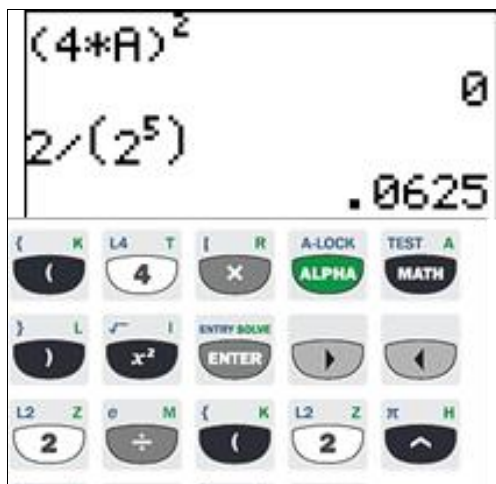 (4*A)²
0
2/(2⁵)
.0625
{ K L4 T [ R A-LOCK TEST A
( 4 × ALPHA MATH
} L √‾ I ENTRY SOLVE
) x² ENTER
L2 Z e M { K L2 Z π H
2 ÷ ( 2 ^